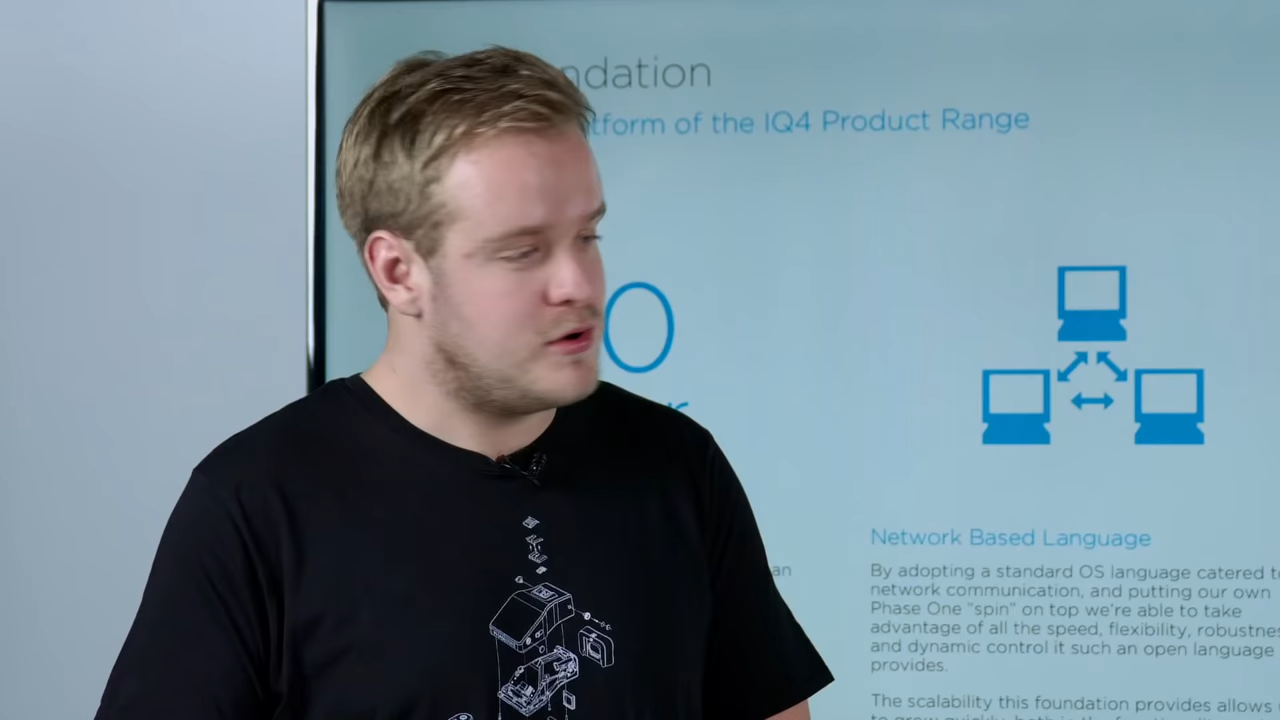 ndation
tform of the IQ4 Product Range
an
Network Based Language
By adopting a standard OS language catered t
network communication, and putting our own
Phase One "spin" on top we're able to take
advantage of all the speed, flexibility, robustnes
and dynamic control it such an open language
provides.
The scalability this foundation provides allows